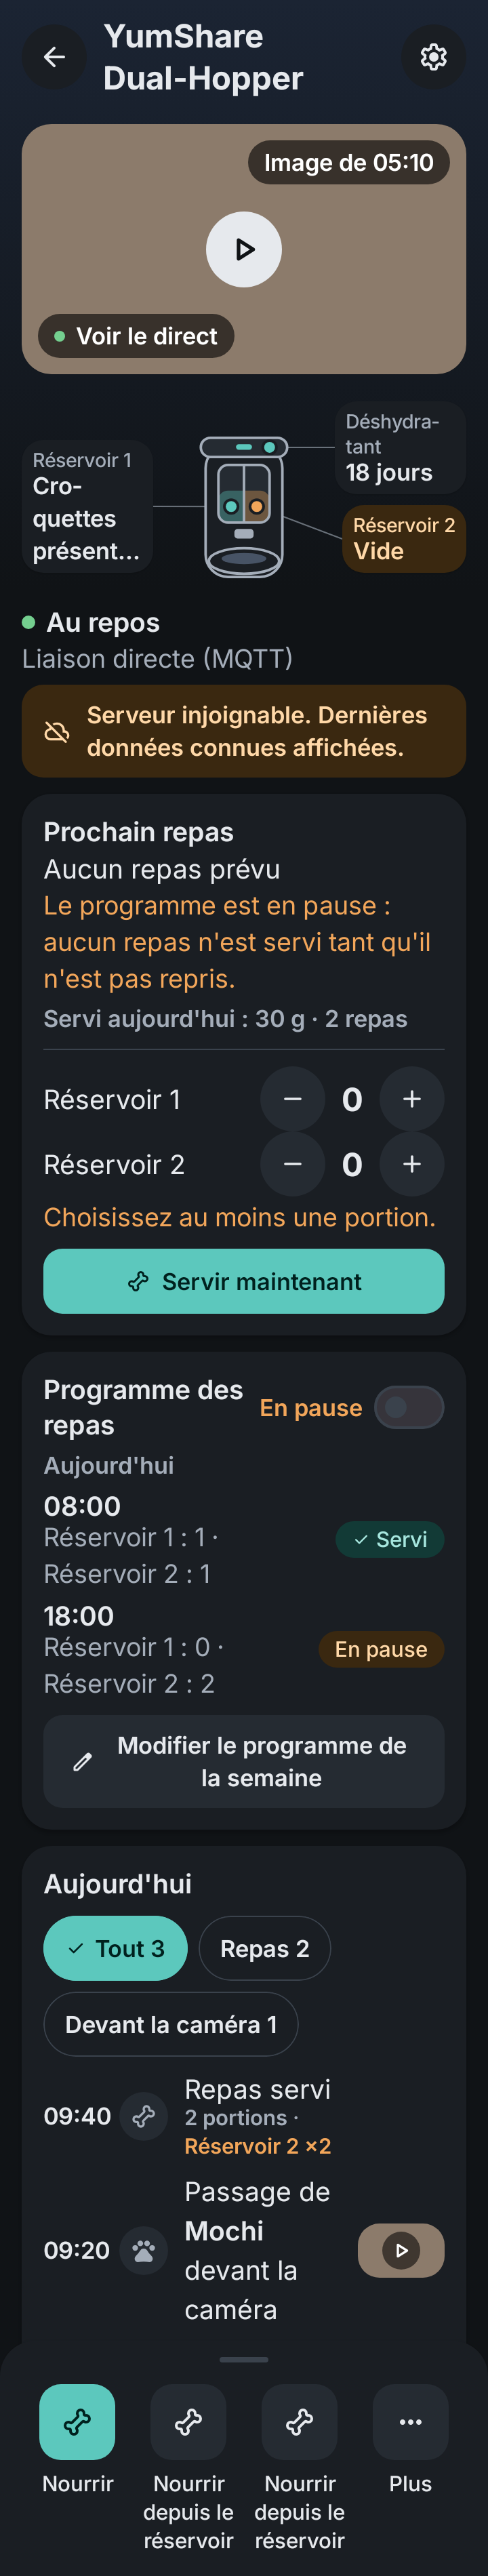 YumShare
Dual-Hopper
Image de 05:10
Voir le direct
Déshydra-
tant
18 jours
Réservoir 1
Cro-
quettes
présent…
Réservoir 2
Vide
Au repos
Liaison directe (MQTT)
Serveur injoignable. Dernières
données connues affichées.
Prochain repas
Aucun repas prévu
Le programme est en pause :
aucun repas n'est servi tant qu'il
n'est pas repris.
Servi aujourd'hui : 30 g · 2 repas
Réservoir 1 − 0 +
Réservoir 2 − 0 +
Choisissez au moins une portion.
Servir maintenant
Programme des
repas
En pause
Aujourd'hui
08:00
Réservoir 1 : 1 ·
Réservoir 2 : 1
Servi
18:00
Réservoir 1 : 0 ·
Réservoir 2 : 2
En pause
Modifier le programme de
la semaine
Aujourd'hui
Tout 3
Repas 2
Devant la caméra 1
09:40
Repas servi
2 portions ·
Réservoir 2 ×2
09:20
Passage de
Mochi
devant la
caméra
Nourrir
Nourrir
depuis le
réservoir
Nourrir
depuis le
réservoir
Plus